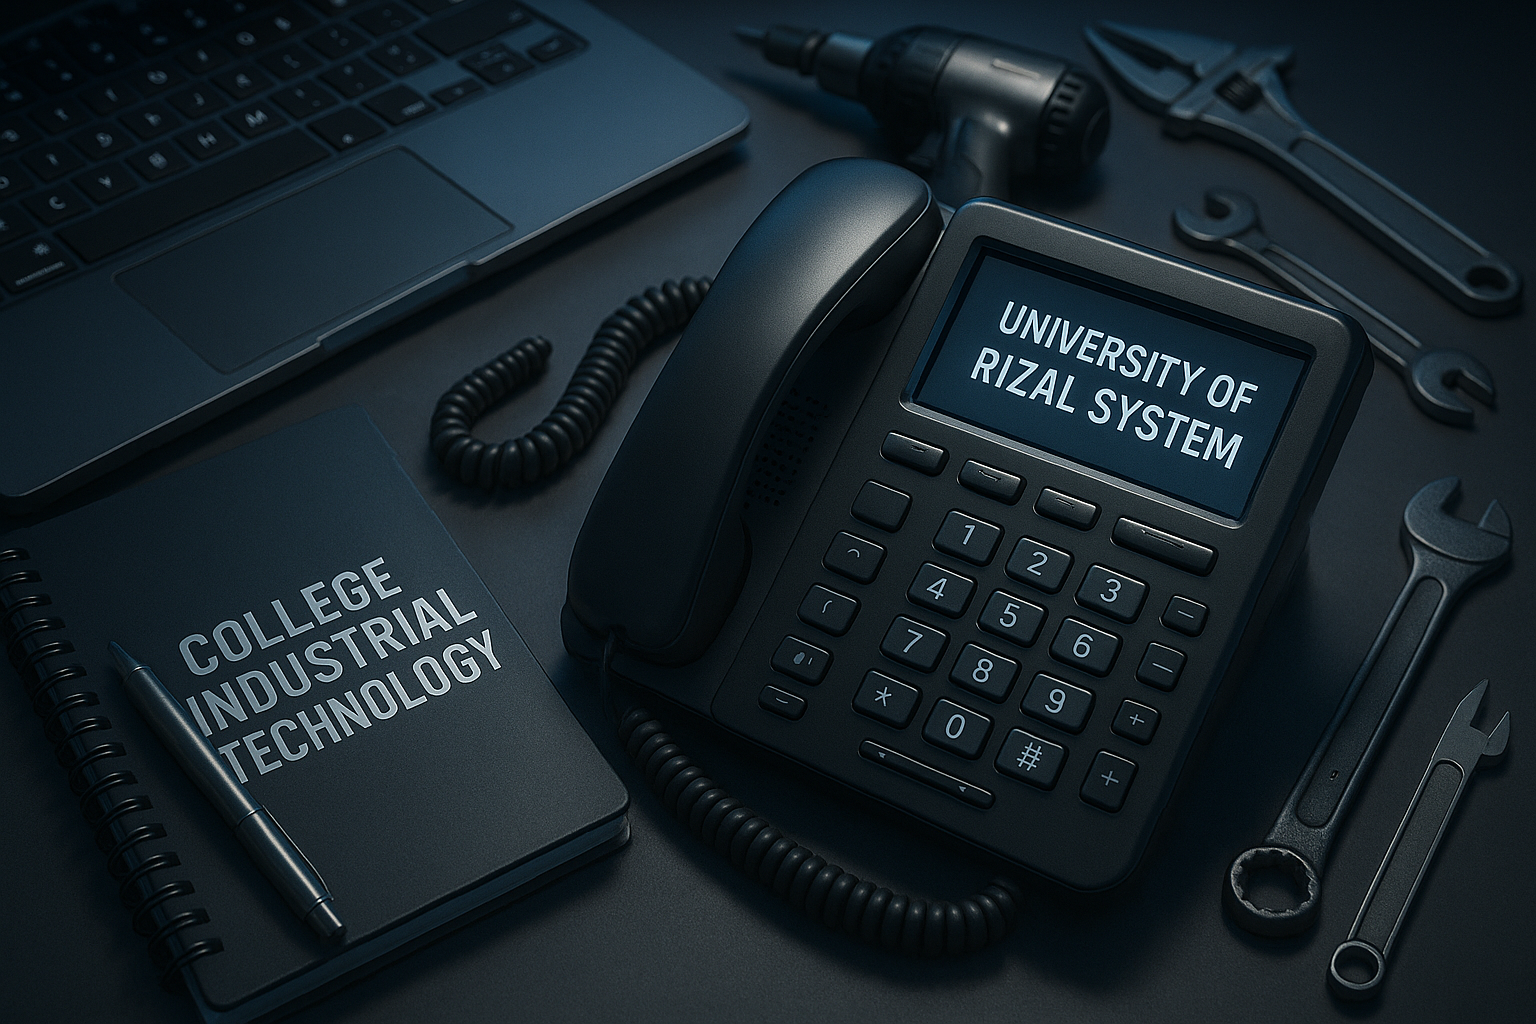 UNIVERSITY OF
RIZAL SYSTEM
COLLEGE
INDUSTRIAL
TECHNOLOGY
1 2 3
4 5 6
7 8 9
* 0 #